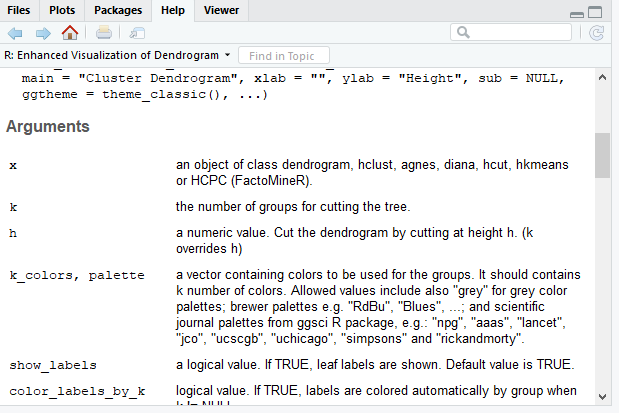 Files Plots Packages Help Viewer
R: Enhanced Visualization of Dendrogram Find in Topic
main = "Cluster Dendrogram", xlab = "", ylab = "Height", sub = NULL,
ggtheme = theme_classic(), ...)
Arguments
x an object of class dendrogram, hclust, agnes, diana, hcut, hkmeans
or HCPC (FactoMineR).
k the number of groups for cutting the tree.
h a numeric value. Cut the dendrogram by cutting at height h. (k
overrides h)
k_colors, palette a vector containing colors to be used for the groups. It should contains
k number of colors. Allowed values include also "grey" for grey color
palettes; brewer palettes e.g. "RdBu", "Blues", ...; and scientific
journal palettes from ggsci R package, e.g.: "npg", "aaas", "lancet",
"jco", "ucscgb", "uchicago", "simpsons" and "rickandmorty".
show_labels a logical value. If TRUE, leaf labels are shown. Default value is TRUE.
color_labels_by_k logical value. If TRUE, labels are colored automatically by group when
k != NULL.